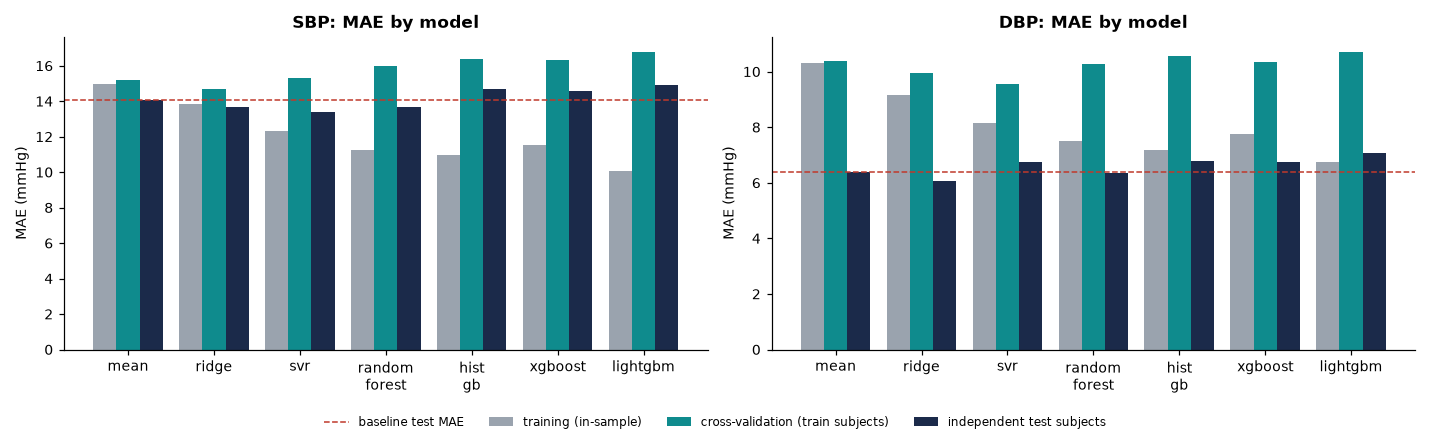 SBP: MAE by model
MAE (mmHg)
16
14
12
10
8
6
4
2
0
mean ridge svr random forest hist gb xgboost lightgbm
DBP: MAE by model
MAE (mmHg)
10
8
6
4
2
0
mean ridge svr random forest hist gb xgboost lightgbm
baseline test MAE training (in-sample) cross-validation (train subjects) independent test subjects